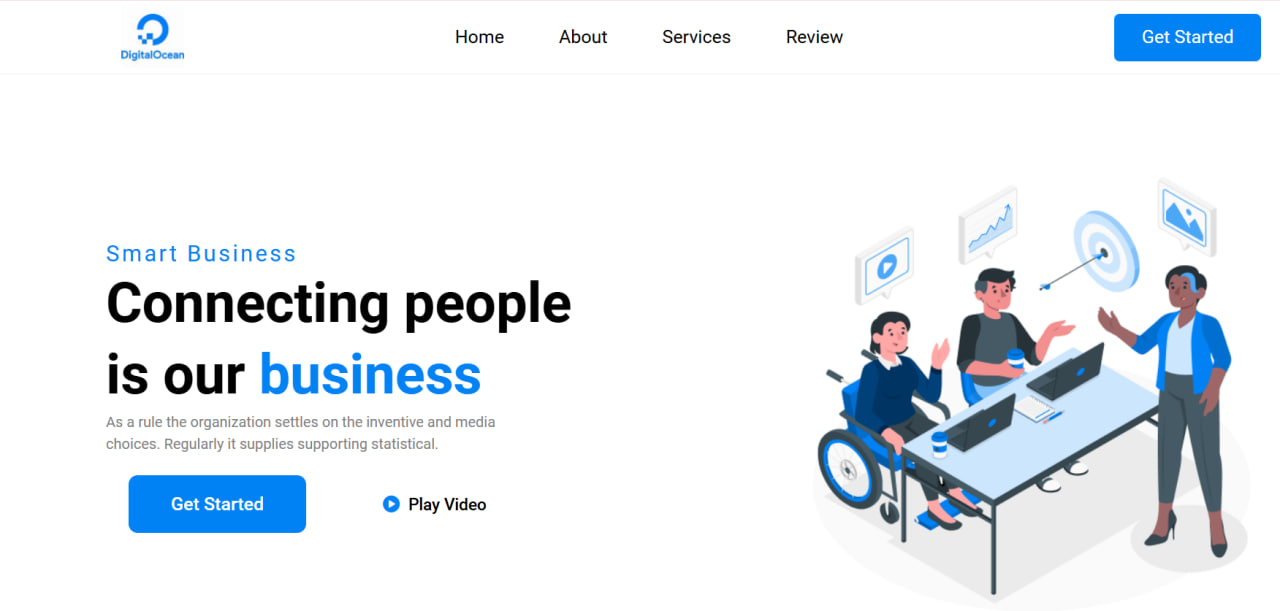 DigitalOcean
Home About Services Review Get Started
Smart Business
Connecting people
is our business
As a rule the organization settles on the inventive and media
choices. Regularly it supplies supporting statistical.
Get Started Play Video